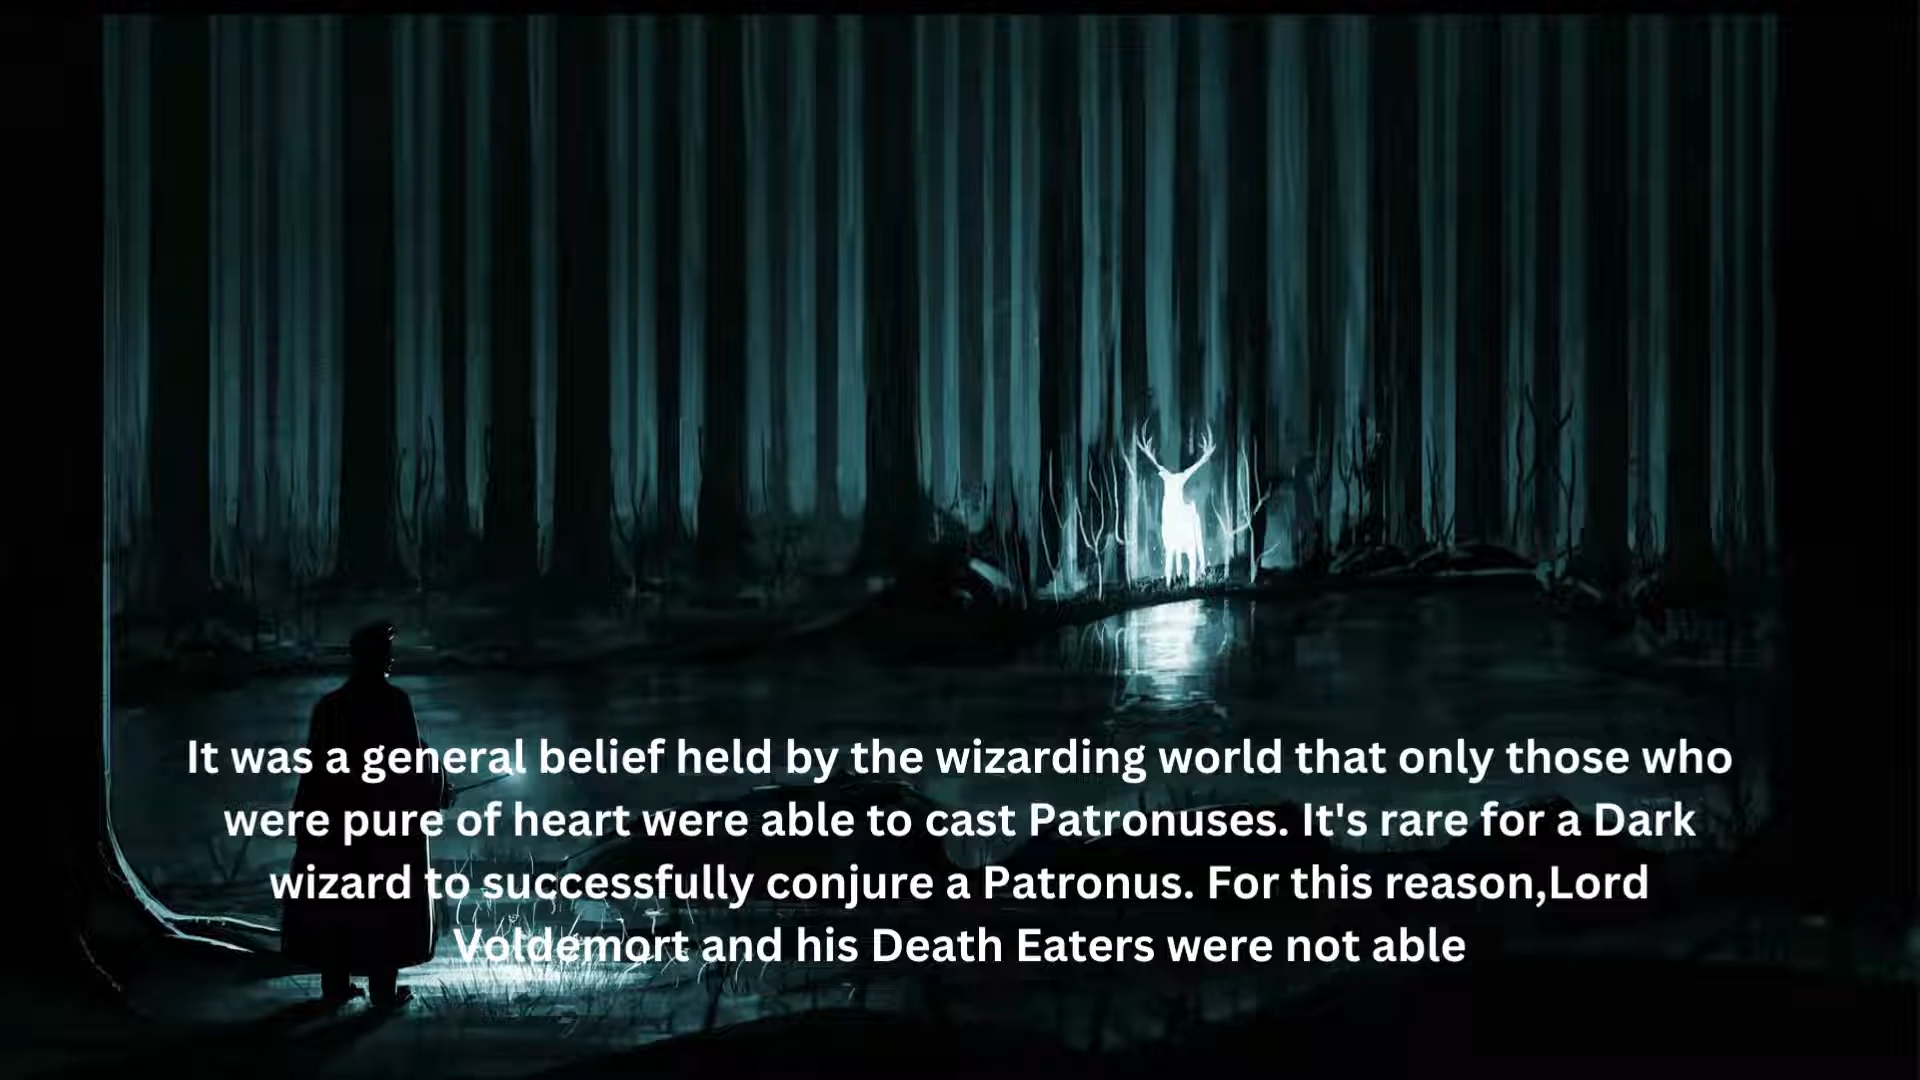 It was a general belief held by the wizarding world that only those who
were pure of heart were able to cast Patronuses. It's rare for a Dark
wizard to successfully conjure a Patronus. For this reason,Lord
Voldemort and his Death Eaters were not able